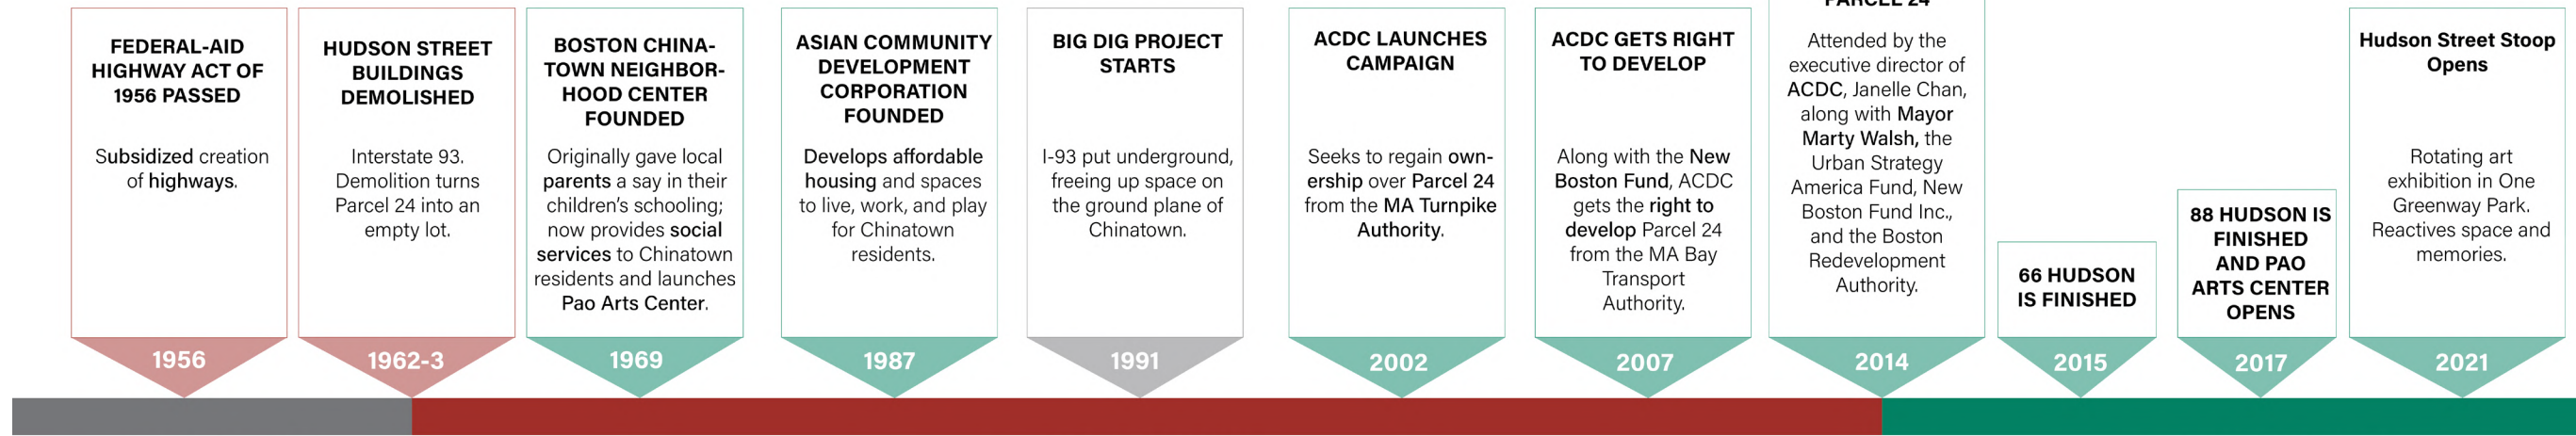 FEDERAL-AID
HIGHWAY ACT OF
1956 PASSED
Subsidized creation
of highways.
1956
HUDSON STREET
BUILDINGS
DEMOLISHED
Interstate 93.
Demolition turns
Parcel 24 into an
empty lot.
1962-3
BOSTON CHINA-
TOWN NEIGHBOR-
HOOD CENTER
FOUNDED
Originally gave local
parents a say in their
children's schooling;
now provides social
services to Chinatown
residents and launches
Pao Arts Center.
1969
ASIAN COMMUNITY
DEVELOPMENT
CORPORATION
FOUNDED
Develops affordable
housing and spaces
to live, work, and play
for Chinatown
residents.
1987
BIG DIG PROJECT
STARTS
I-93 put underground,
freeing up space on
the ground plane of
Chinatown.
1991
ACDC LAUNCHES
CAMPAIGN
Seeks to regain own-
ership over Parcel 24
from the MA Turnpike
Authority.
2002
ACDC GETS RIGHT
TO DEVELOP
Along with the New
Boston Fund, ACDC
gets the right to
develop Parcel 24
from the MA Bay
Transport
Authority.
2007
PARCEL 24
Attended by the
executive director of
ACDC, Janelle Chan,
along with Mayor
Marty Walsh, the
Urban Strategy
America Fund, New
Boston Fund Inc.,
and the Boston
Redevelopment
Authority.
2014
66 HUDSON
IS FINISHED
2015
88 HUDSON IS
FINISHED
AND PAO
ARTS CENTER
OPENS
2017
Hudson Street Stoop
Opens
Rotating art
exhibition in One
Greenway Park.
Reactives space and
memories.
2021